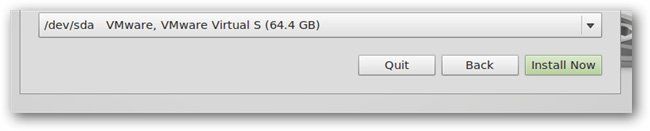 /dev/sda   VMware, VMware Virtual S (64.4 GB)
Quit Back Install Now